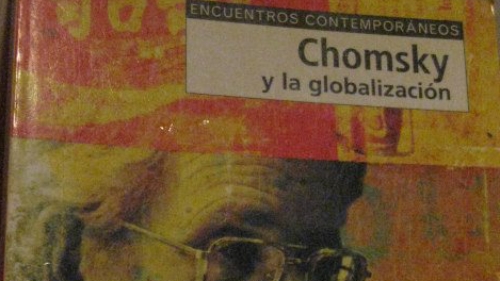 ENCUENTROS CONTEMPORÁNEOS
Chomsky
y la globalización